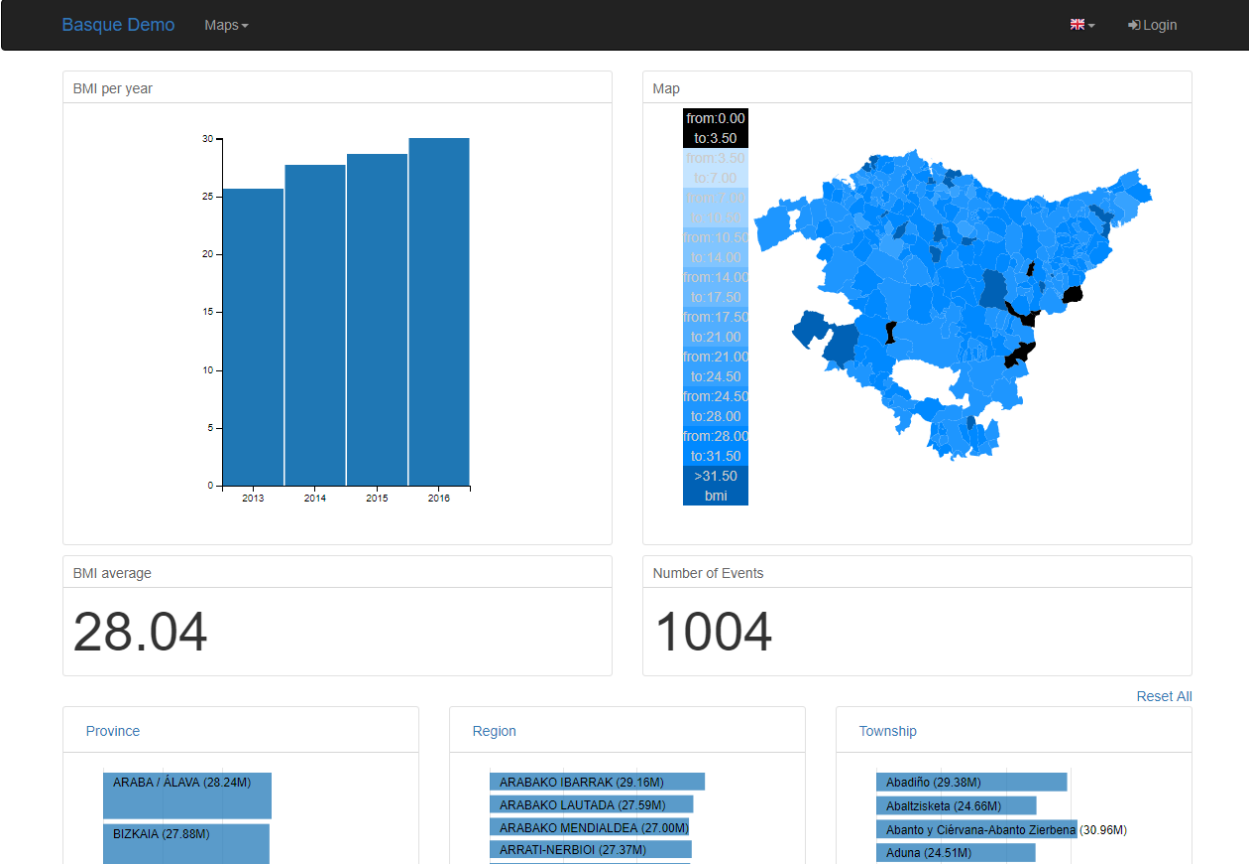 Basque Demo
Maps
Login
BMI per year
30
25
20
15
10
5
0
2013
2014
2015
2016
Map
from:0.00
to:3.50
from:3.50
to:7.00
from:7.00
to:10.50
from:10.50
to:14.00
from:14.00
to:17.50
from:17.50
to:21.00
from:21.00
to:24.50
from:24.50
to:28.00
from:28.00
to:31.50
>31.50
bmi
BMI average
28.04
Number of Events
1004
Reset All
Province
ARABA / ÁLAVA (28.24M)
BIZKAIA (27.88M)
Region
ARABAKO IBARRAK (29.16M)
ARABAKO LAUTADA (27.59M)
ARABAKO MENDIALDEA (27.00M)
ARRATI-NERBIOI (27.37M)
Township
Abadiño (29.38M)
Abaltzisketa (24.66M)
Abanto y Ciérvana-Abanto Zierbena (30.96M)
Aduna (24.51M)